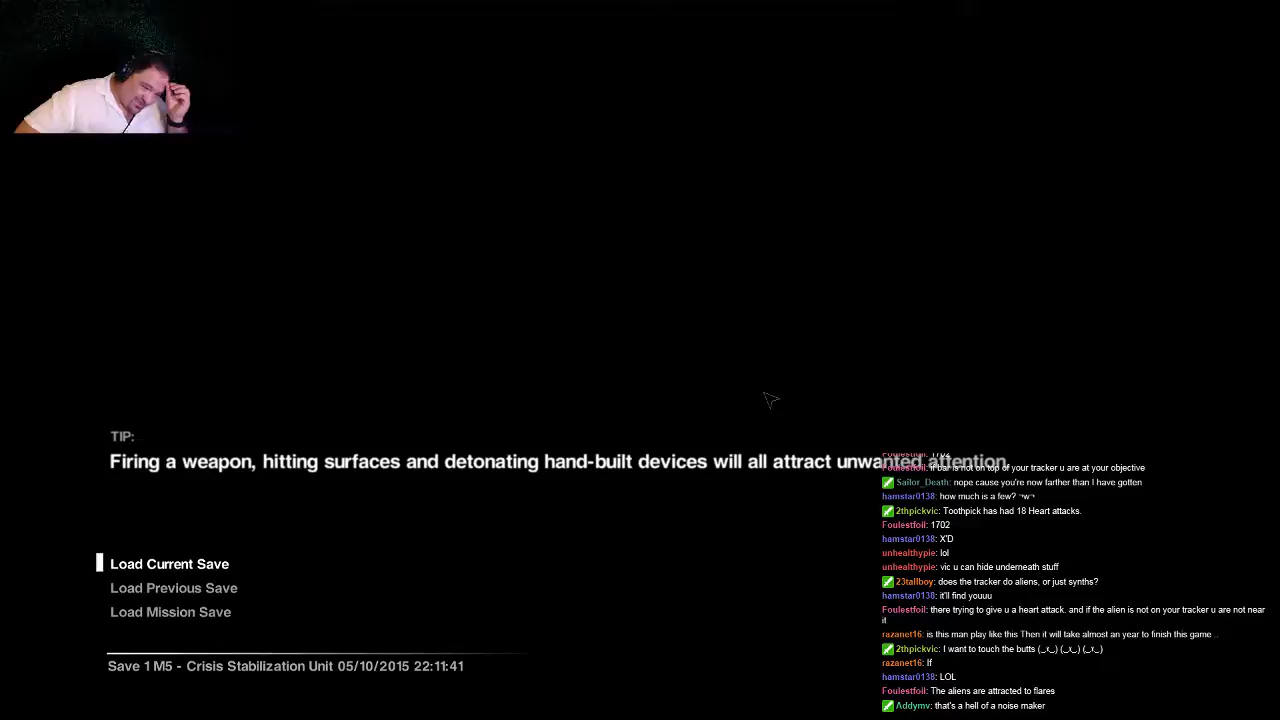 TIP:
Firing a weapon, hitting surfaces and detonating hand-built devices will all attract unwanted attention.
Load Current Save
Load Previous Save
Load Mission Save
Save 1 M5 - Crisis Stabilization Unit 05/10/2015 22:11:41
Foulestfoil: 1702
Foulestfoil: if bar is not on top of your tracker u are at your objective
Sailor_Death: nope cause you're now farther than I have gotten
hamstar0138: how much is a few? ¬w¬
2thpickvic: Toothpick has had 18 Heart attacks.
Foulestfoil: 1702
hamstar0138: X'D
unhealthypie: lol
unhealthypie: vic u can hide underneath stuff
23tallboy: does the tracker do aliens, or just synths?
hamstar0138: it'll find youuu
Foulestfoil: there trying to give u a heart attack. and if the alien is not on your tracker u are not near
it
razanet16: is this man play like this Then it will take almost an year to finish this game ..
2thpickvic: I want to touch the butts (‿ˠ‿) (‿ˠ‿) (‿ˠ‿)
razanet16: If
hamstar0138: LOL
Foulestfoil: The aliens are attracted to flares
Addymv: that's a hell of a noise maker